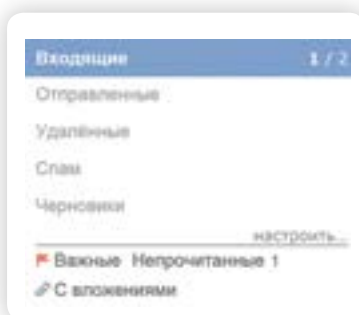 Входящие 1 / 2
Отправленные
Удалённые
Спам
Черновики
настроить...
Важные Непрочитанные 1
С вложениями